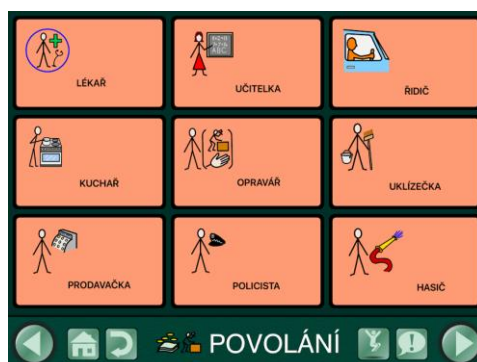 LÉKAŘ
UČITELKA
ŘIDIČ
KUCHAŘ
OPRAVÁŘ
UKLÍZEČKA
PRODAVAČKA
POLICISTA
HASIČ
POVOLÁNÍ